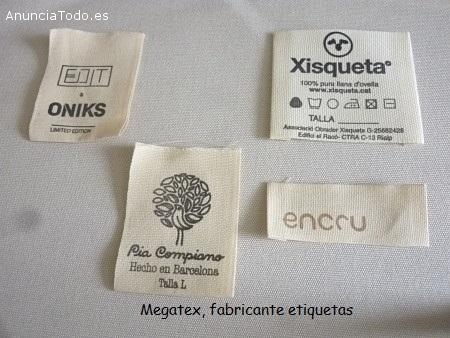 AnunciaTodo.es
EDIT
&
ONIKS
LIMITED EDITION
Xisqueta
100% pura llana d'ovella
www.xisqueta.cat
TALLA
Associació Obrador Xisqueta G-25682428
Edifici el Racó- CTRA C-13 Rialp
Pia Compiano
Hecho en Barcelona
Talla L
encru
Megatex, fabricante etiquetas